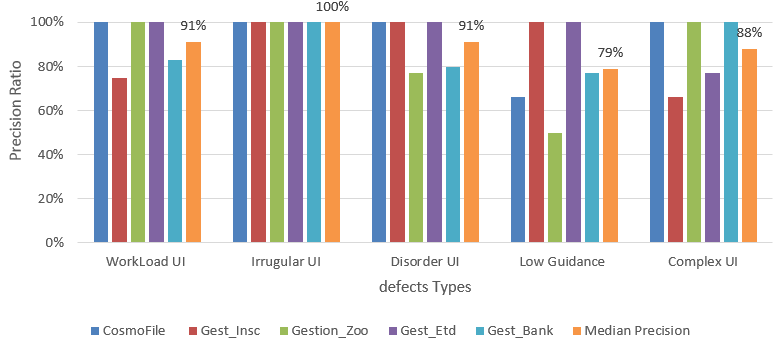 100%
91%
100%
91%
79%
88%
80%
60%
40%
20%
0%
Precision Ratio
WorkLoad UI Irrugular UI Disorder UI Low Guidance Complex UI
defects Types
CosmoFile Gest_Insc Gestion_Zoo Gest_Etd Gest_Bank Median Precision